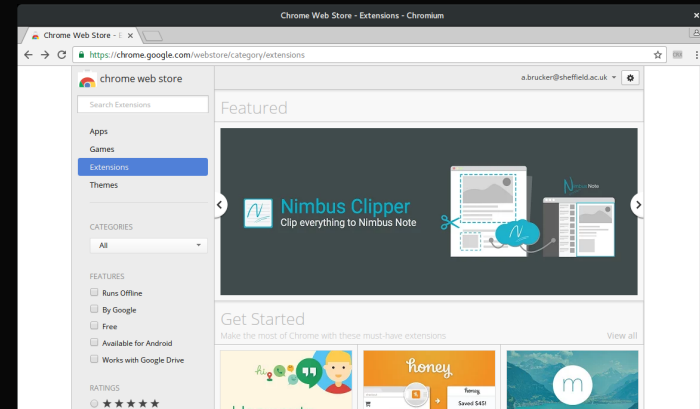 Chrome Web Store - Extensions - Chromium
Chrome Web Store - E
https://chrome.google.com/webstore/category/extensions
chrome web store
a.brucker@sheffield.ac.uk
Search Extensions
Featured
Apps
Games
Extensions
Themes
Nimbus Clipper
Clip everything to Nimbus Note
Nimbus Note
CATEGORIES
All
FEATURES
Runs Offline
By Google
Free
Available for Android
Works with Google Drive
RATINGS
Get Started
Make the most of Chrome with these must-have extensions
View all
hi
honey
honey
Saved $45!
m